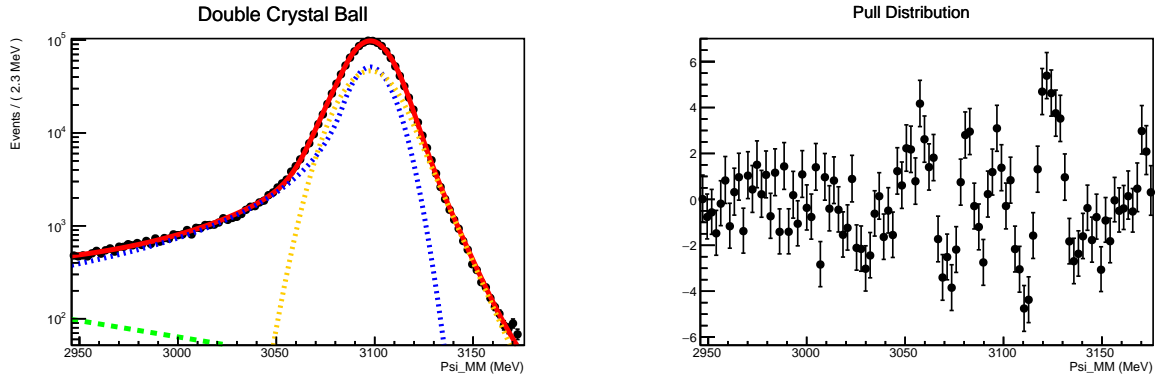 Double Crystal Ball
Events / ( 2.3 MeV )
10^5
10^4
10^3
10^2
2950 3000 3050 3100 3150
Psi_MM (MeV)
Pull Distribution
6
4
2
0
−2
−4
−6
2950 3000 3050 3100 3150
Psi_MM (MeV)